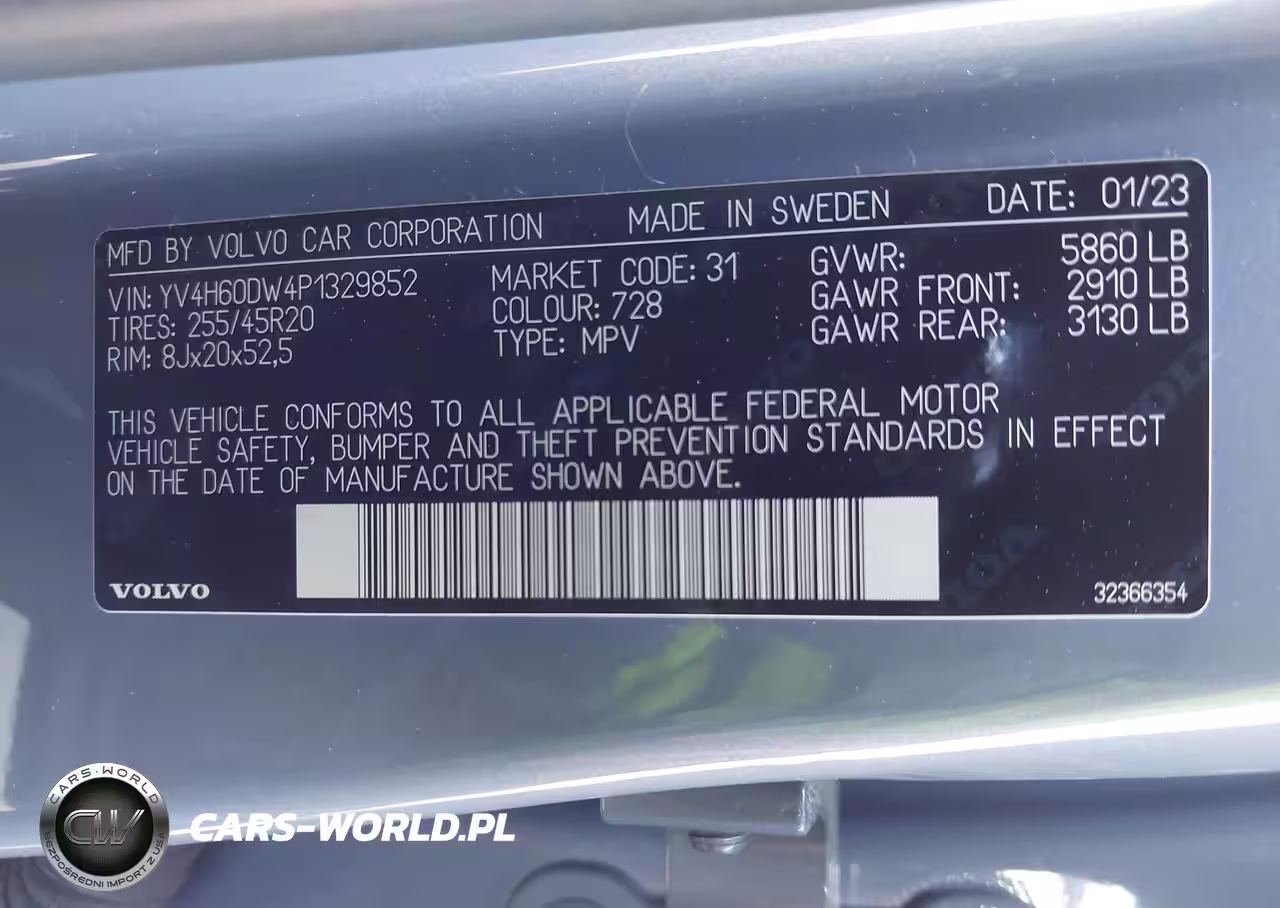 MFD BY VOLVO CAR CORPORATION MADE IN SWEDEN DATE: 01/23
VIN: YV4H60DW4P1329852 MARKET CODE: 31 GVWR: 5860 LB
TIRES: 255/45R20 COLOUR: 728 GAWR FRONT: 2910 LB
RIM: 8Jx20x52,5 TYPE: MPV GAWR REAR: 3130 LB
THIS VEHICLE CONFORMS TO ALL APPLICABLE FEDERAL MOTOR
VEHICLE SAFETY, BUMPER AND THEFT PREVENTION STANDARDS IN EFFECT
ON THE DATE OF MANUFACTURE SHOWN ABOVE.
VOLVO
32366354
CARS-WORLD
CW
BEZPOŚREDNI IMPORT Z USA
CARS-WORLD.PL